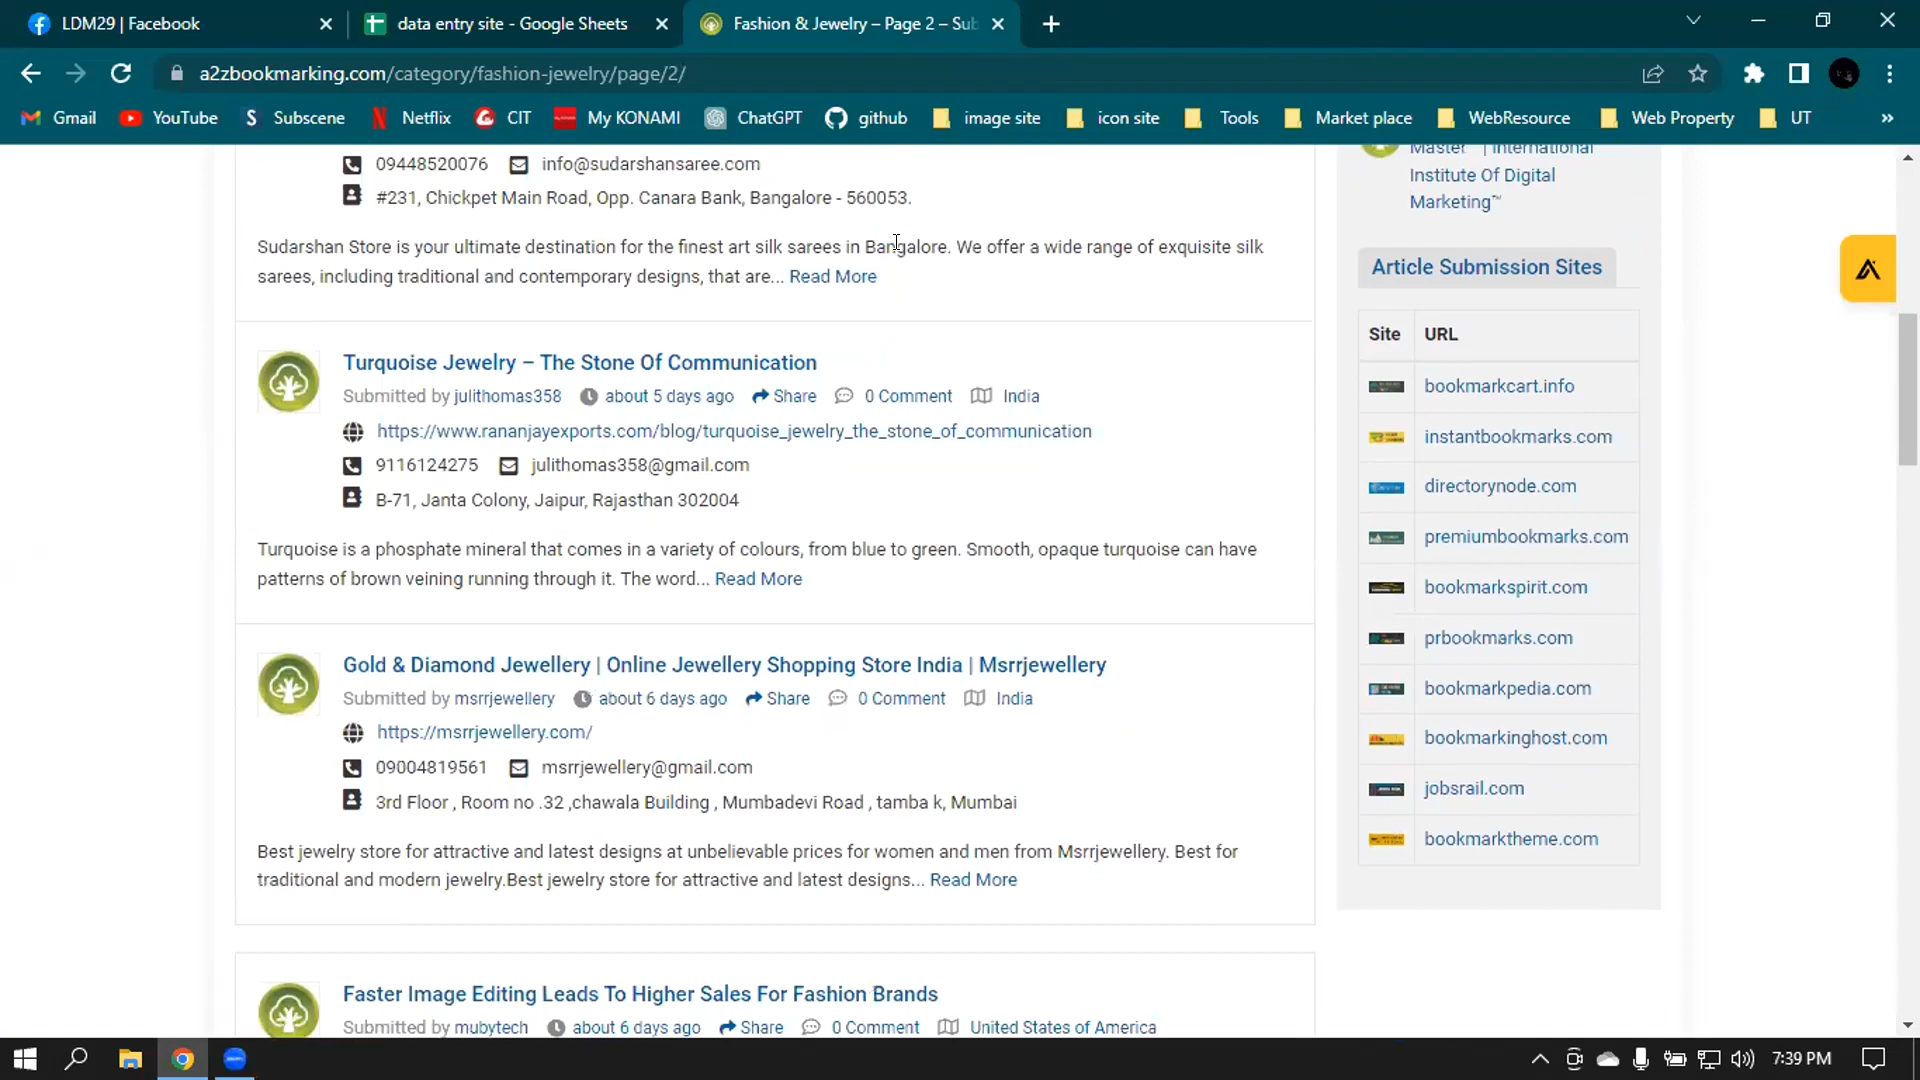 LDM29 | Facebook
data entry site - Google Sheets
Fashion & Jewelry – Page 2 – Sub
a2zbookmarking.com/category/fashion-jewelry/page/2/
Gmail
YouTube
Subscene
Netflix
CIT
My KONAMI
ChatGPT
github
image site
icon site
Tools
Market place
WebResource
Web Property
UT
»
09448520076 info@sudarshansaree.com
#231, Chickpet Main Road, Opp. Canara Bank, Bangalore - 560053.
Sudarshan Store is your ultimate destination for the finest art silk sarees in Bangalore. We offer a wide range of exquisite silk
sarees, including traditional and contemporary designs, that are... Read More
Turquoise Jewelry – The Stone Of Communication
Submitted by julithomas358 about 5 days ago Share 0 Comment India
https://www.rananjayexports.com/blog/turquoise_jewelry_the_stone_of_communication
9116124275 julithomas358@gmail.com
B-71, Janta Colony, Jaipur, Rajasthan 302004
Turquoise is a phosphate mineral that comes in a variety of colours, from blue to green. Smooth, opaque turquoise can have
patterns of brown veining running through it. The word... Read More
Gold & Diamond Jewellery | Online Jewellery Shopping Store India | Msrrjewellery
Submitted by msrrjewellery about 6 days ago Share 0 Comment India
https://msrrjewellery.com/
09004819561 msrrjewellery@gmail.com
3rd Floor , Room no .32 ,chawala Building , Mumbadevi Road , tamba k, Mumbai
Best jewelry store for attractive and latest designs at unbelievable prices for women and men from Msrrjewellery. Best for
traditional and modern jewelry.Best jewelry store for attractive and latest designs... Read More
Faster Image Editing Leads To Higher Sales For Fashion Brands
Submitted by mubytech about 6 days ago Share 0 Comment United States of America
Master | International
Institute Of Digital
Marketing™
Article Submission Sites
Site URL
bookmarkcart.info
instantbookmarks.com
directorynode.com
premiumbookmarks.com
bookmarkspirit.com
prbookmarks.com
bookmarkpedia.com
bookmarkinghost.com
jobsrail.com
bookmarktheme.com
7:39 PM